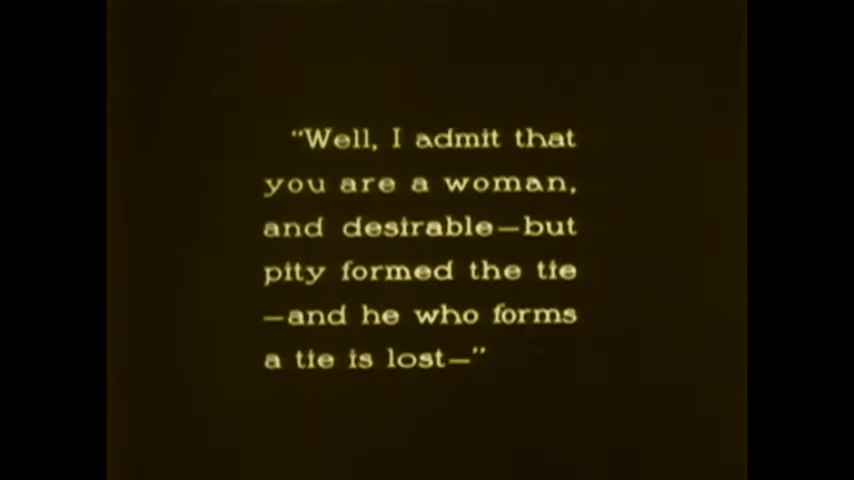 “Well, I admit that
you are a woman,
and desirable—but
pity formed the tie
—and he who forms
a tie is lost—”